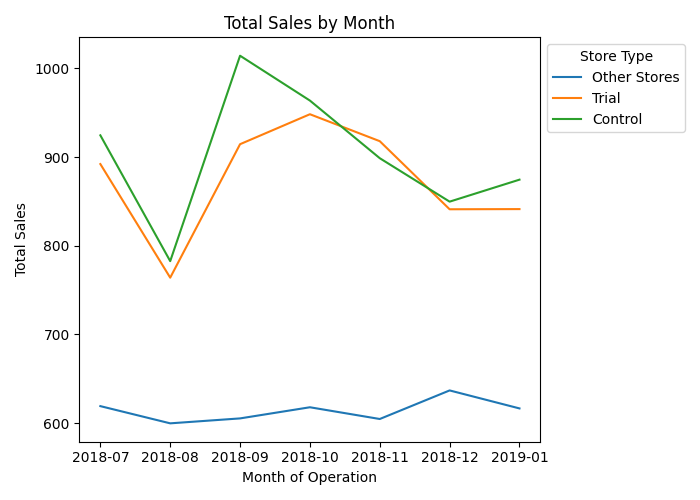 Total Sales by Month
Store Type
Other Stores
Trial
Control
Total Sales
1000
900
800
700
600
2018-07 2018-08 2018-09 2018-10 2018-11 2018-12 2019-01
Month of Operation